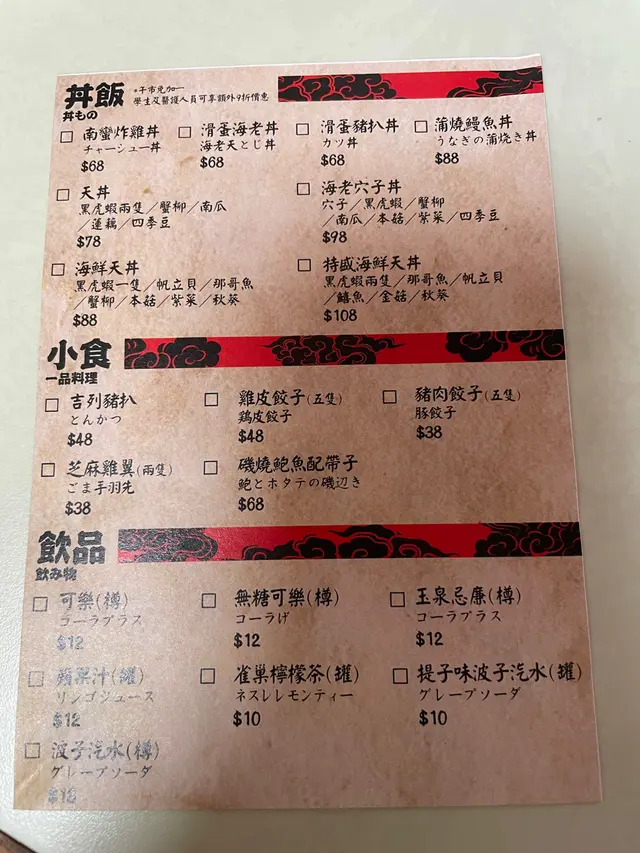 丼飯 *午市免加一
丼もの 學生及醫護人員可享額外9折價惠
□ 南蠻炸雞丼 □ 滑蛋海老丼 □ 滑蛋豬扒丼 □ 蒲燒鰻魚丼
チャーシュー丼 海老天とじ丼 カツ丼 うなぎの蒲焼き丼
$68 $68 $68 $88
□ 天丼 □ 海老穴子丼
黑虎蝦兩隻／蟹柳／南瓜 穴子／黑虎蝦／蟹柳
／蓮藕／四季豆 ／南瓜／本菇／紫菜／四季豆
$78 $98
□ 海鮮天丼 □ 特盛海鮮天丼
黑虎蝦一隻／帆立貝／那哥魚 黑虎蝦兩隻／那哥魚／帆立貝
／蟹柳／本菇／紫菜／秋葵 ／鱚魚／金菇／秋葵
$88 $108
小食
一品料理
□ 吉列豬扒 □ 雞皮餃子(五隻) □ 豬肉餃子(五隻)
とんかつ 鶏皮餃子 豚餃子
$48 $48 $38
□ 芝麻雞翼(兩隻) □ 磯燒鮑魚配帶子
ごま手羽先 鮑とホタテの磯辺き
$38 $68
飲品
飲み物
□ 可樂(樽) □ 無糖可樂(樽) □ 玉泉忌廉(樽)
コーラプラス コーラげ コーラプラス
$12 $12 $12
□ 蘋果汁(罐) □ 雀巢檸檬茶(罐) □ 提子味波子汽水(罐)
リンゴジュース ネスレレモンティー グレープソーダ
$12 $10 $10
□ 波子汽水(樽)
グレープソーダ